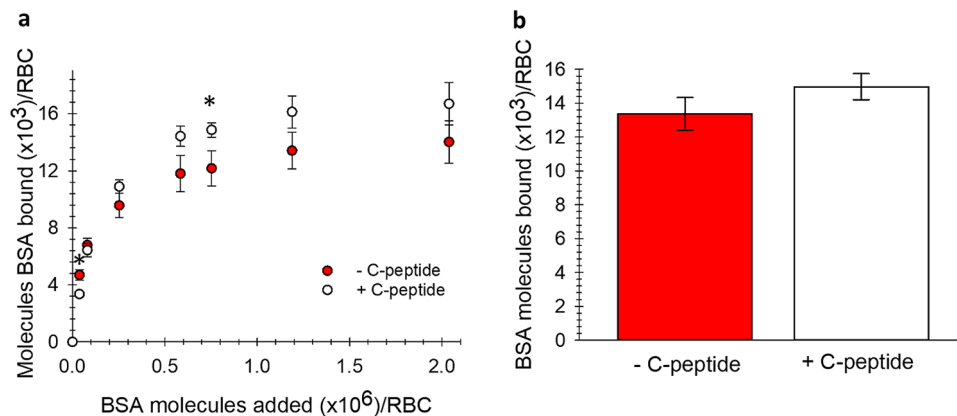 a
Molecules BSA bound (x10³)/RBC
16
12
8
4
0
*
*
- C-peptide
+ C-peptide
0.0 0.5 1.0 1.5 2.0
BSA molecules added (x10⁶)/RBC
b
BSA molecules bound (x10³)/RBC
16
14
12
10
8
6
4
2
0
- C-peptide + C-peptide